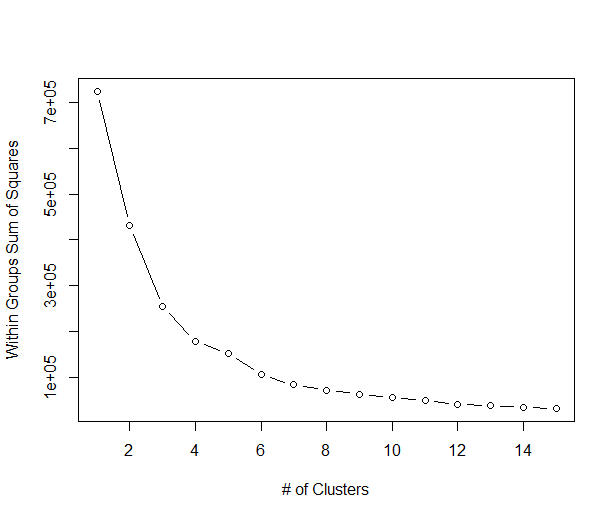 Within Groups Sum of Squares
7e+05
5e+05
3e+05
1e+05
2 4 6 8 10 12 14
# of Clusters